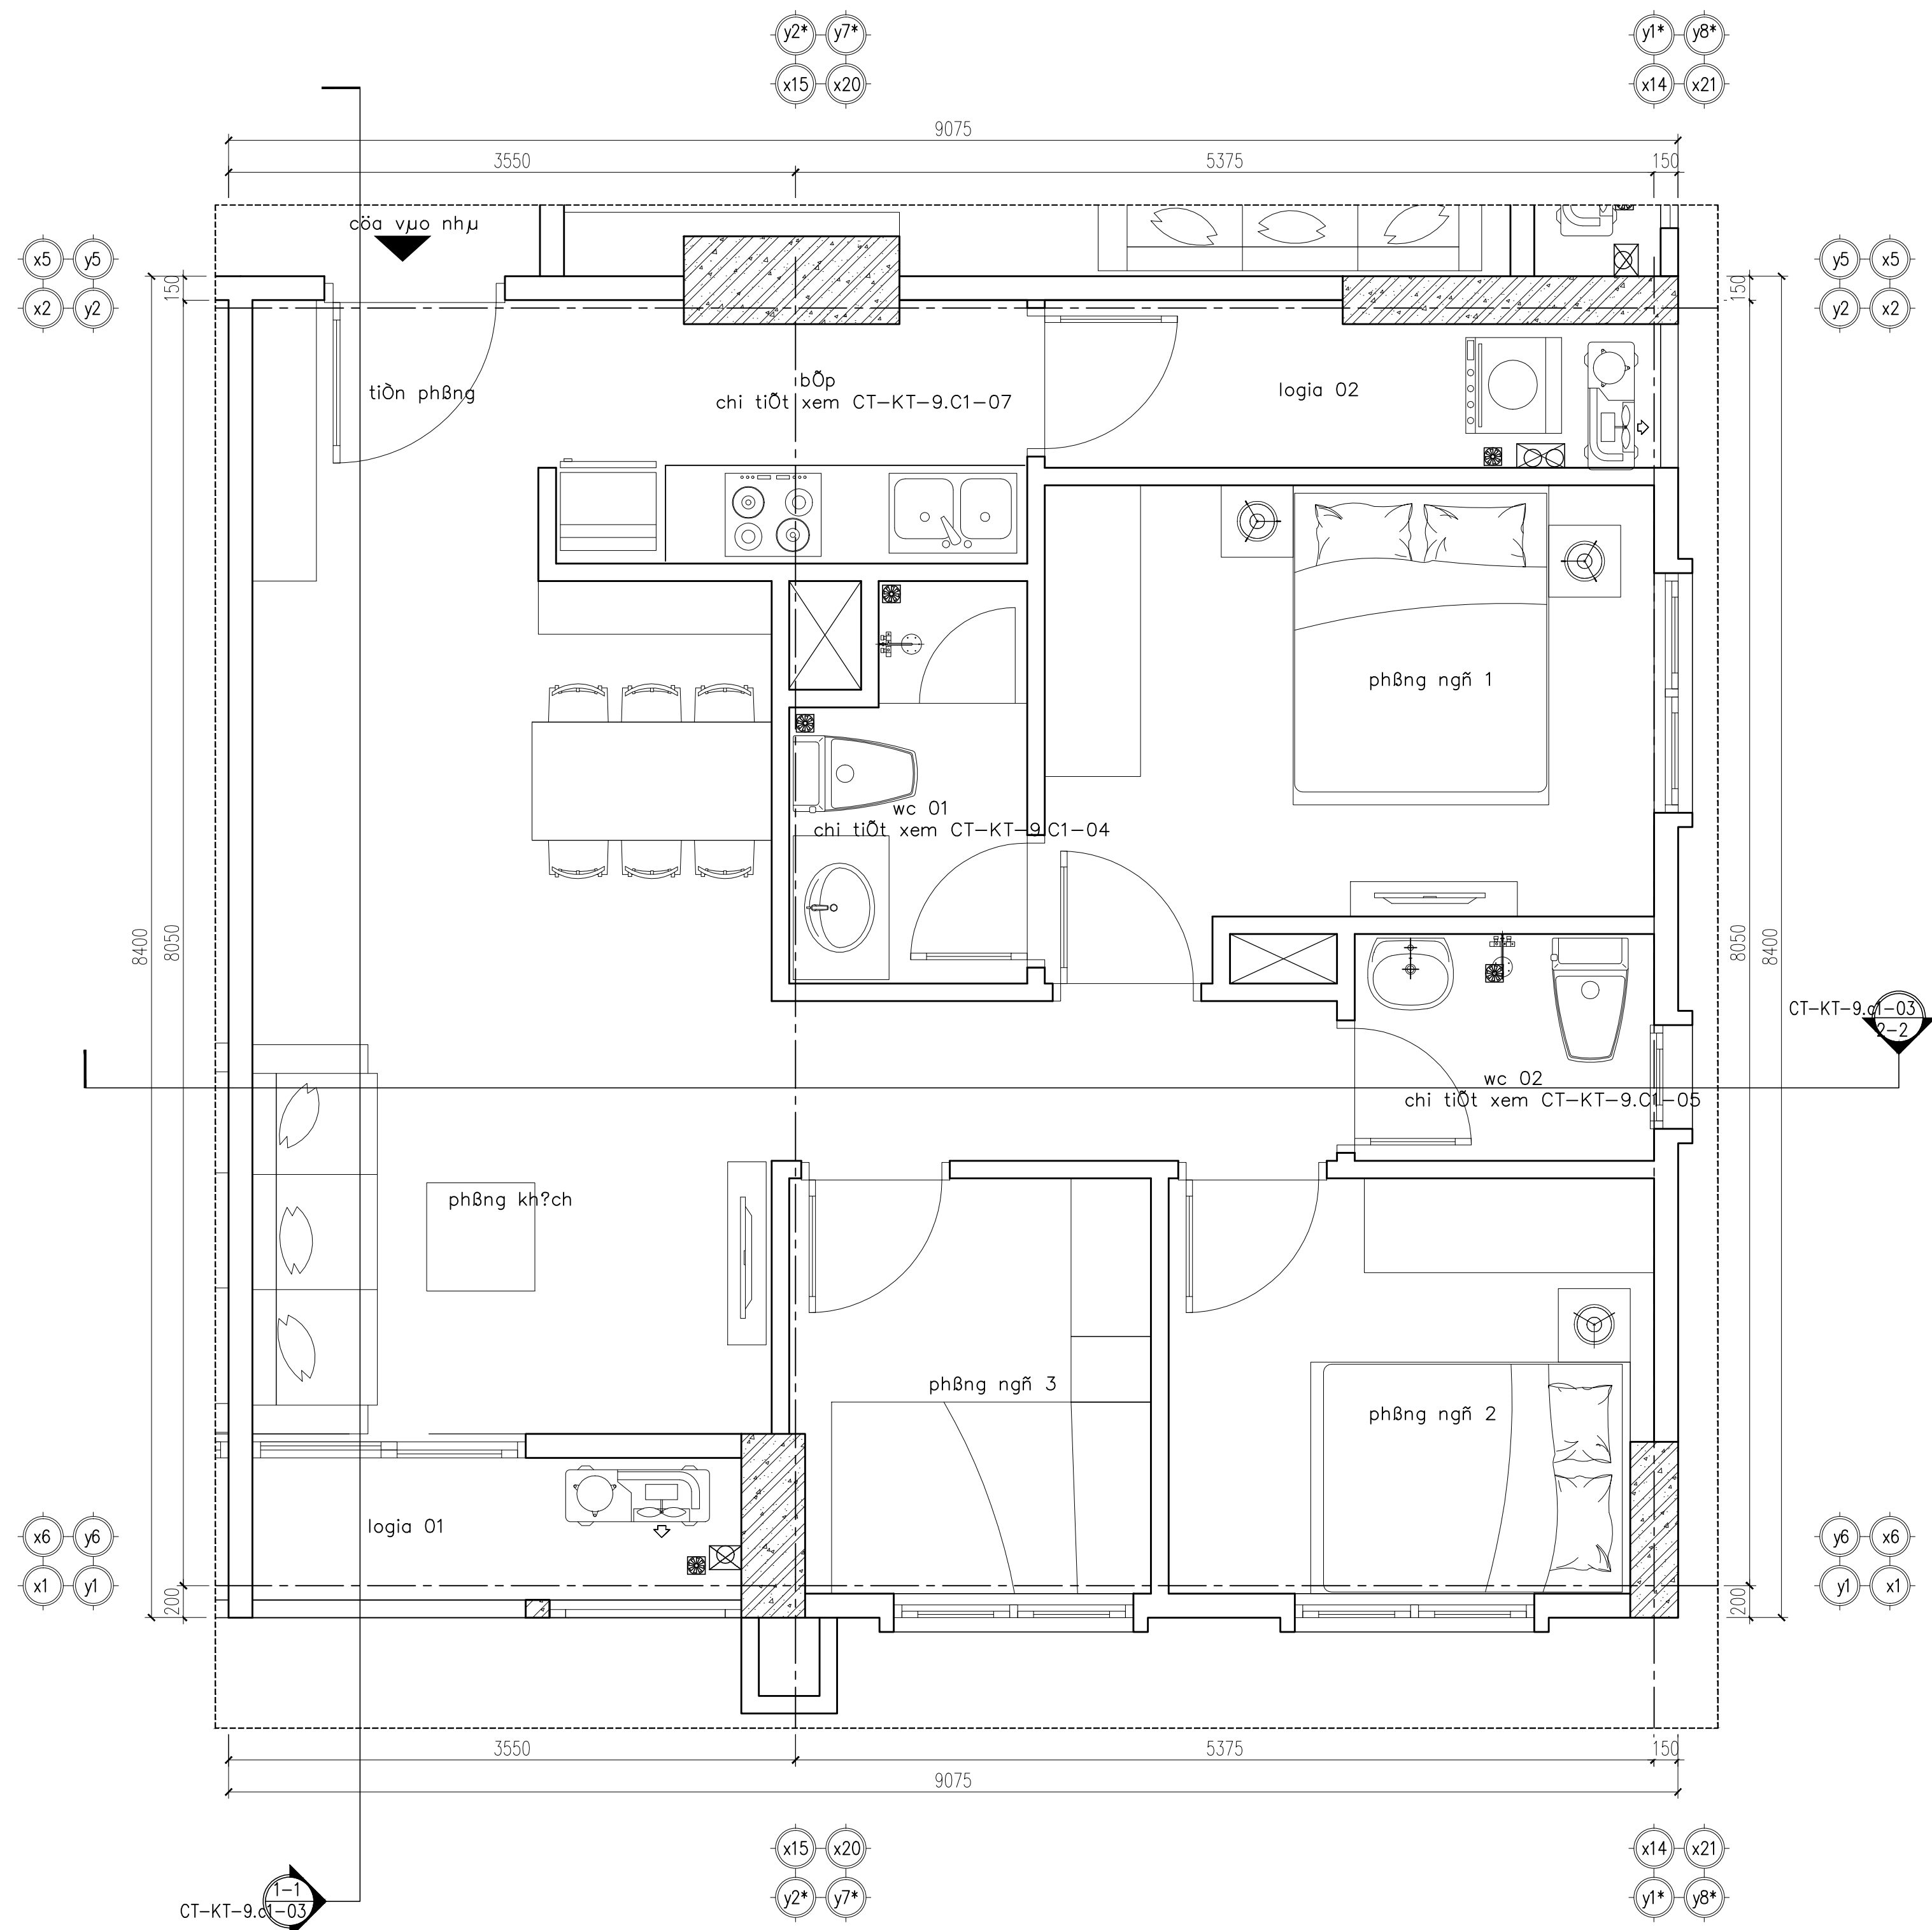 y2* y7*
x15 x20
y1* y8*
x14 x21
9075
3550 5375 150
cöa vµo nhµ
x5 y5
x2 y2
y5 x5
y2 x2
150
150
tiÒn phßng
bÕp
chi tiÕt xem CT-KT-9.C1-07
logia 02
phßng ngñ 1
wc 01
chi tiÕt xem CT-KT-9.C1-04
8400
8050
8050
8400
CT-KT-9.c1-03
2-2
wc 02
chi tiÕt xem CT-KT-9.C1-05
phßng kh?ch
phßng ngñ 3
phßng ngñ 2
logia 01
x6 y6
x1 y1
y6 x6
y1 x1
200
200
3550 5375 150
9075
x15 x20
y2* y7*
x14 x21
y1* y8*
1-1
CT-KT-9.c1-03